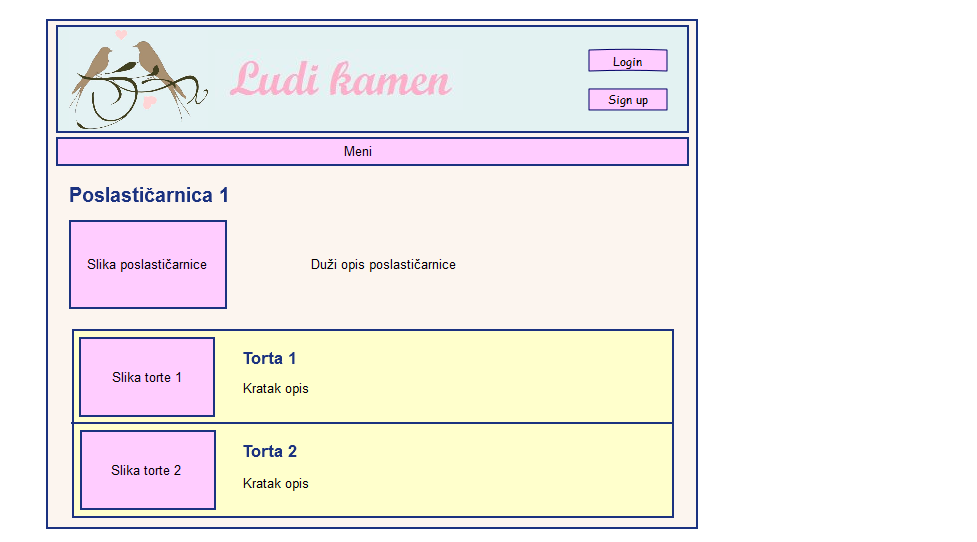 Ludi kamen
Login
Sign up
Meni
Poslastičarnica 1
Slika poslastičarnice
Duži opis poslastičarnice
Slika torte 1
Torta 1
Kratak opis
Slika torte 2
Torta 2
Kratak opis